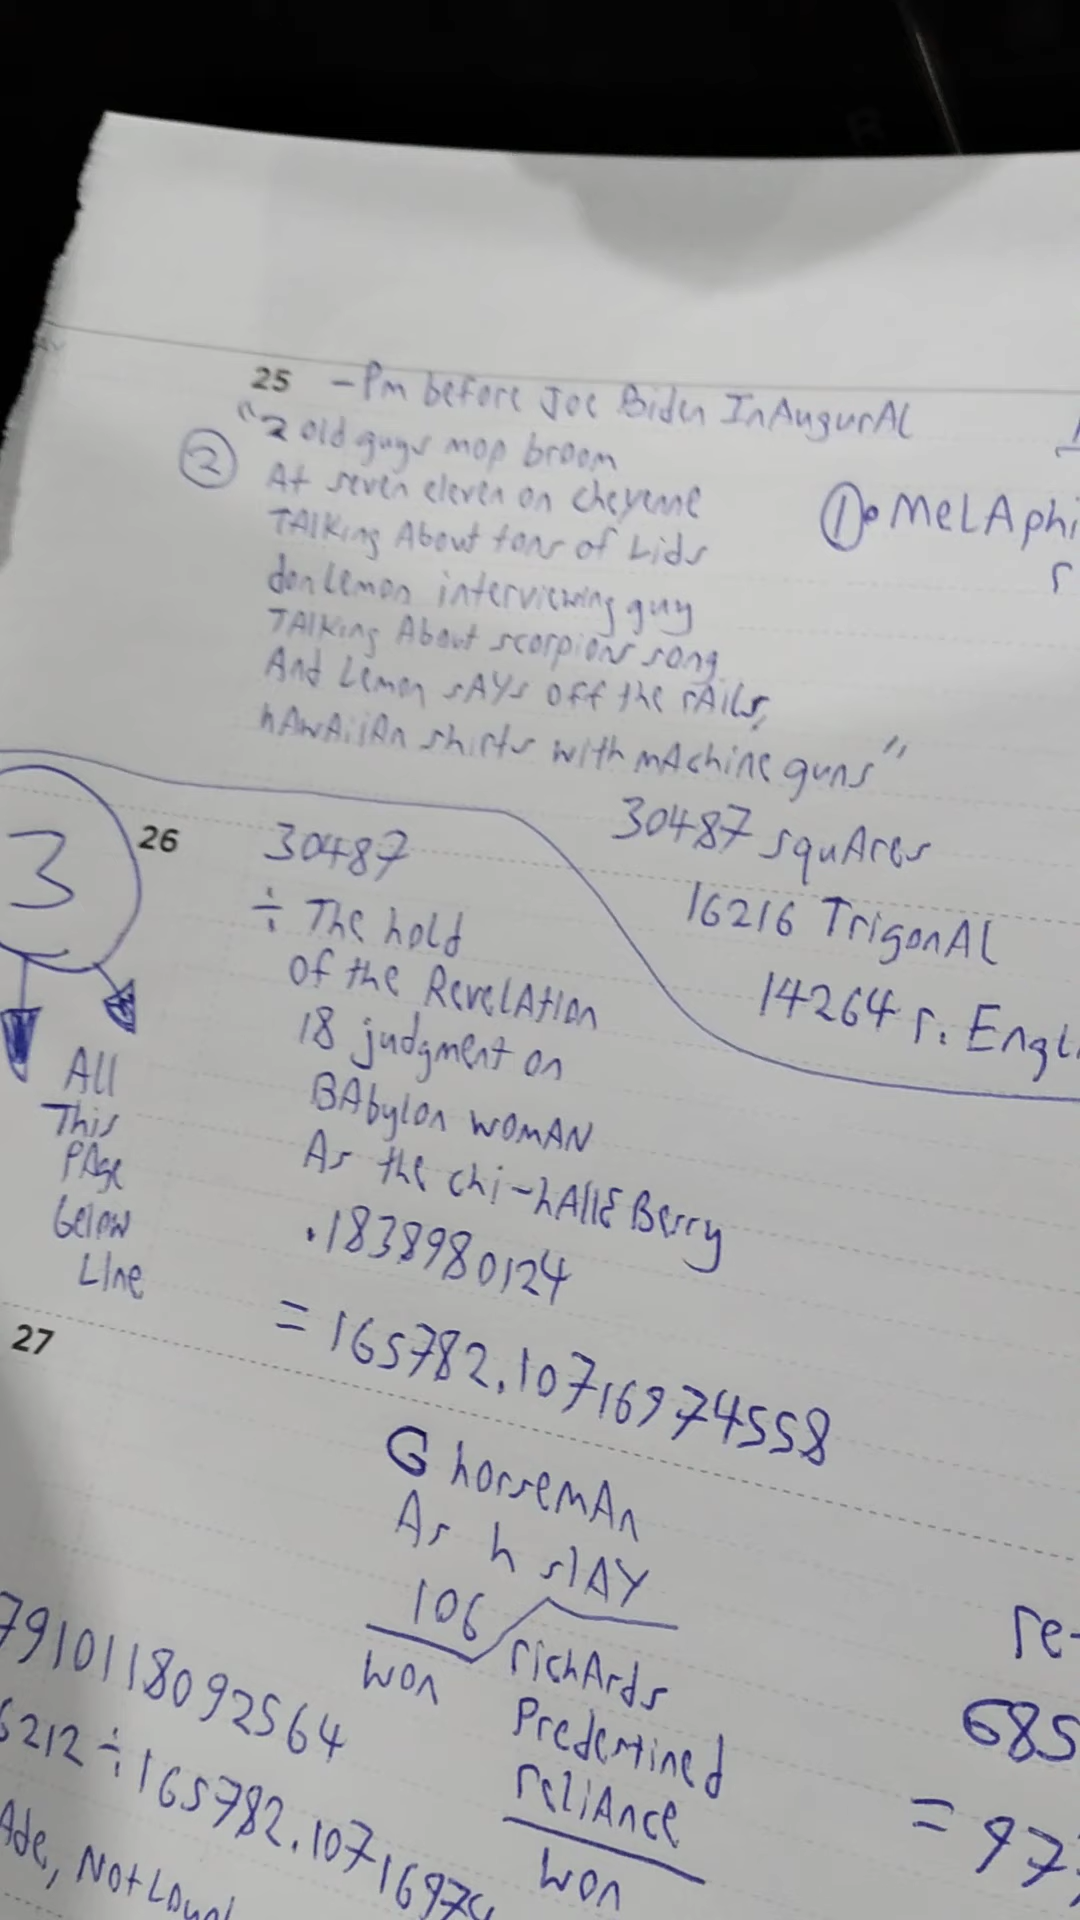 25 -Pm before Joe Biden InAugurAl
"2 old guys mop broom
② At seven eleven on cheyenne
TAlking About tons of Lids
don Lemon interviewing guy
TAlking About scorpions song
And Lemon sAYs off the rAils,
hAwAiiAn shirts with mAchine guns"
①• MeLAphi
r
30487 squAres
16216 TrigonAl
14264 r. Engl
3
All
This
PAge
below
Line
26 30487
÷ The hold
of the RevelAtion
18 judgment on
BAbylon womAN
As the chi-hAllE Berry
.1838980124
= 165782.10716974558
27
G horsemAn
As h slAY
106
won
richArds
Predestined
reliAnce
won
re-
685
= 97
7910118092564
6212 ÷ 165782.10716974
Ade, Not